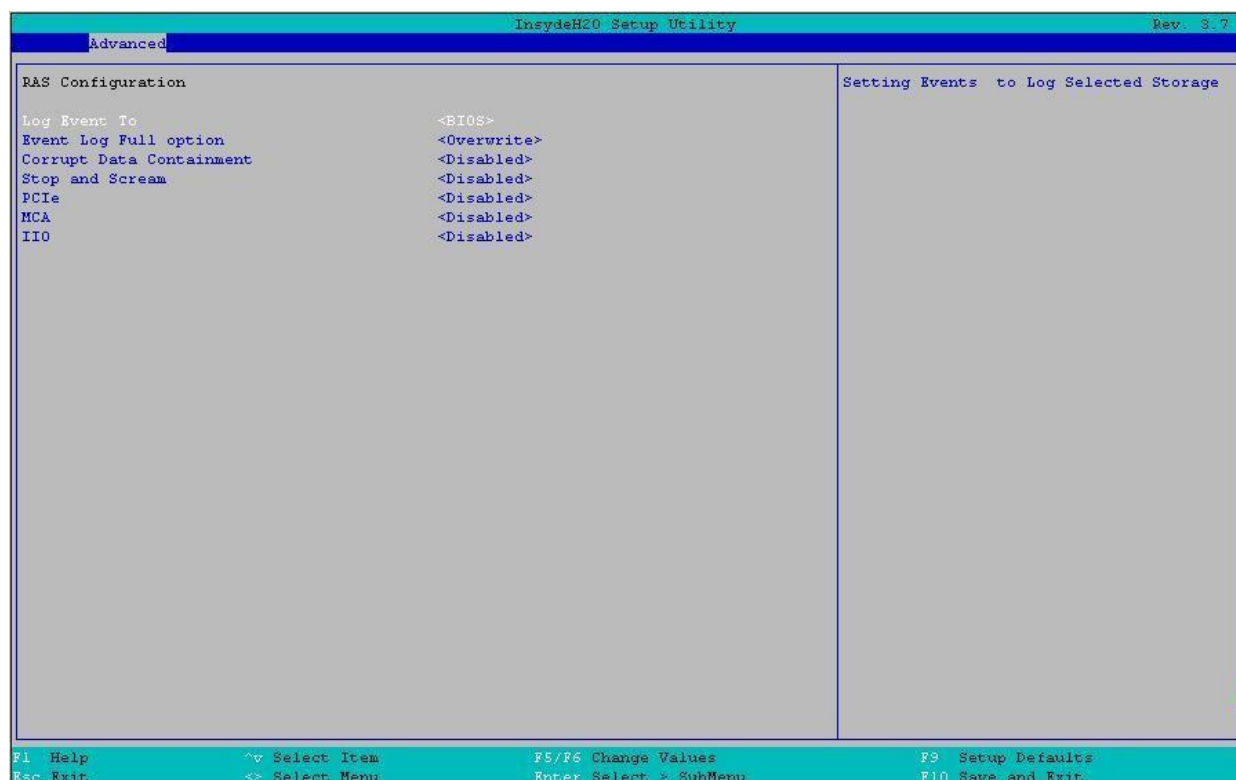 InsydeH20 Setup Utility Rev. 3.7
Advanced
RAS Configuration
Setting Events to Log Selected Storage
Log Event To <BIOS>
Event Log Full option <Overwrite>
Corrupt Data Containment <Disabled>
Stop and Scream <Disabled>
PCIe <Disabled>
MCA <Disabled>
IIO <Disabled>
F1 Help ^v Select Item F5/F6 Change Values F9 Setup Defaults
Esc Exit <> Select Menu Enter Select > SubMenu F10 Save and Exit